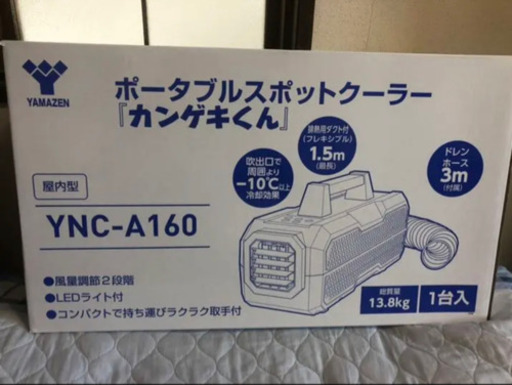 YAMAZEN
ポータブルスポットクーラー
『カンゲキくん』
屋内型
YNC-A160
吹出口で
周囲より
-10℃以上
冷却効果
排熱用ダクト付
(フレキシブル)
1.5m
(最長)
ドレン
ホース
3m
(付属)
●風量調節2段階
●LEDライト付
●コンパクトで持ち運びラクラク取手付
総質量
13.8kg
1台入